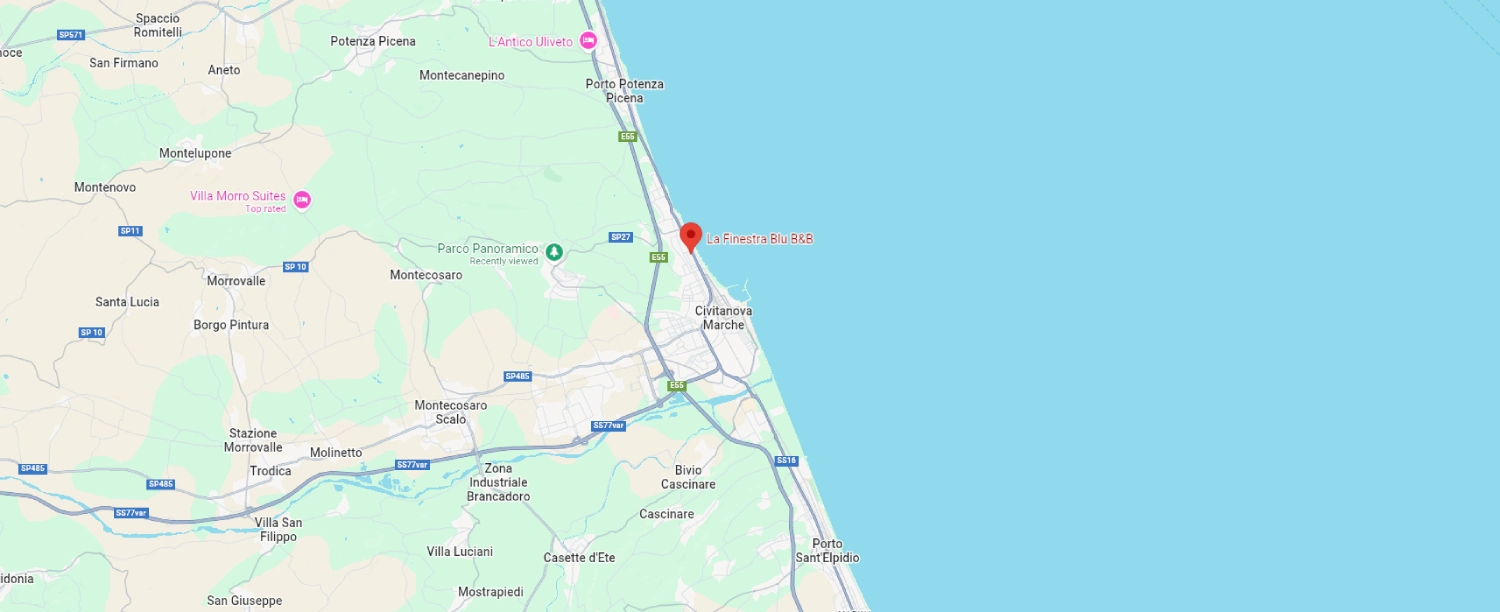 Spaccio
Romitelli
SP571
San Firmano
Aneto
Potenza Picena
L'Antico Uliveto
Montecanepino
Porto Potenza
Picena
E55
Montelupone
Montenovo
Villa Morro Suites
Top rated
SP11
SP 10
Parco Panoramico
Recently viewed
SP27
E55
La Finestra Blu B&B
Montecosaro
Morrovalle
Santa Lucia
Borgo Pintura
SP 10
Civitanova
Marche
SP485
E55
Montecosaro
Scalo
SS77var
Stazione
Morrovalle
Molinetto
Trodica
SP485
SP485
SS77var
SS77var
Zona
Industriale
Brancadoro
Bivio
Cascinare
SS16
Cascinare
Villa San
Filippo
Villa Luciani
Casette d'Ete
Porto
Sant'Elpidio
idonia
Mostrapiedi
San Giuseppe